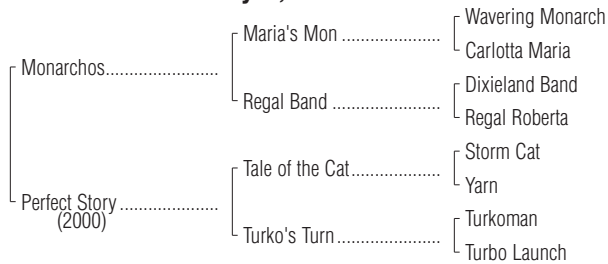 Wavering Monarch
Maria's Mon
Carlotta Maria
Monarchos
Dixieland Band
Regal Band
Regal Roberta
Storm Cat
Tale of the Cat
Yarn
Perfect Story
(2000)
Turkoman
Turko's Turn
Turbo Launch